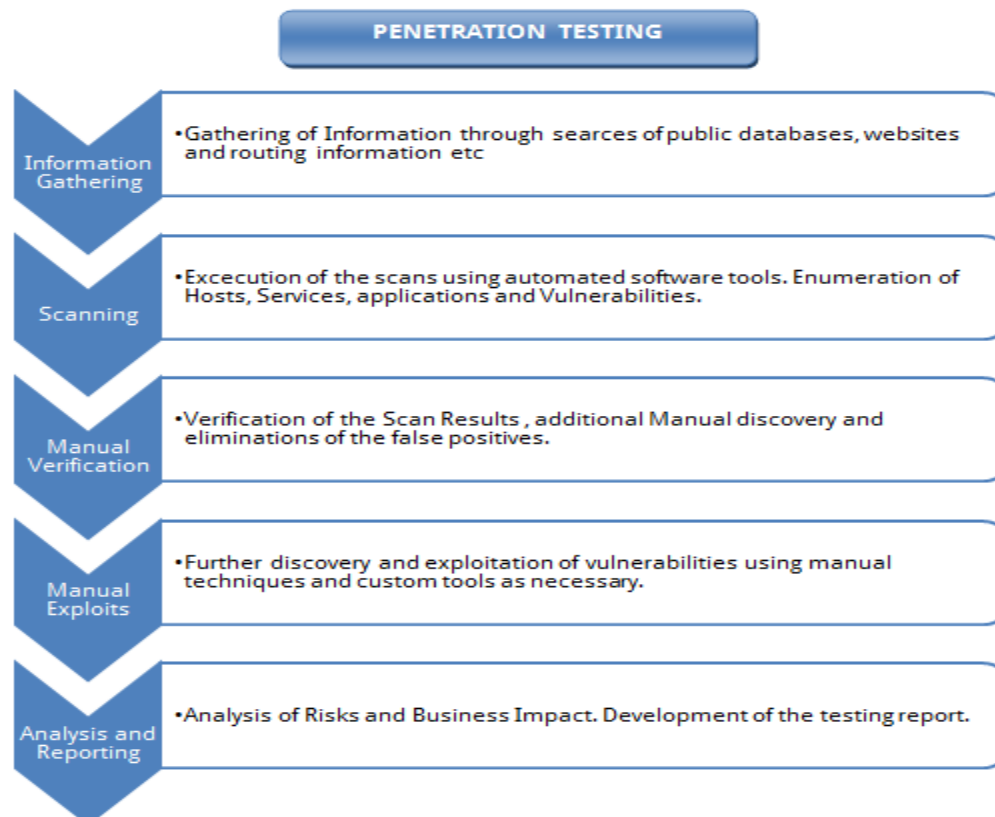 PENETRATION TESTING
Information
Gathering
•Gathering of Information through searces of public databases, websites
and routing information etc
Scanning
•Excecution of the scans using automated software tools. Enumeration of
Hosts, Services, applications and Vulnerabilities.
Manual
Verification
•Verification of the Scan Results , additional Manual discovery and
eliminations of the false positives.
Manual
Exploits
•Further discovery and exploitation of vulnerabilities using manual
techniques and custom tools as necessary.
Analysis and
Reporting
•Analysis of Risks and Business Impact. Development of the testing report.